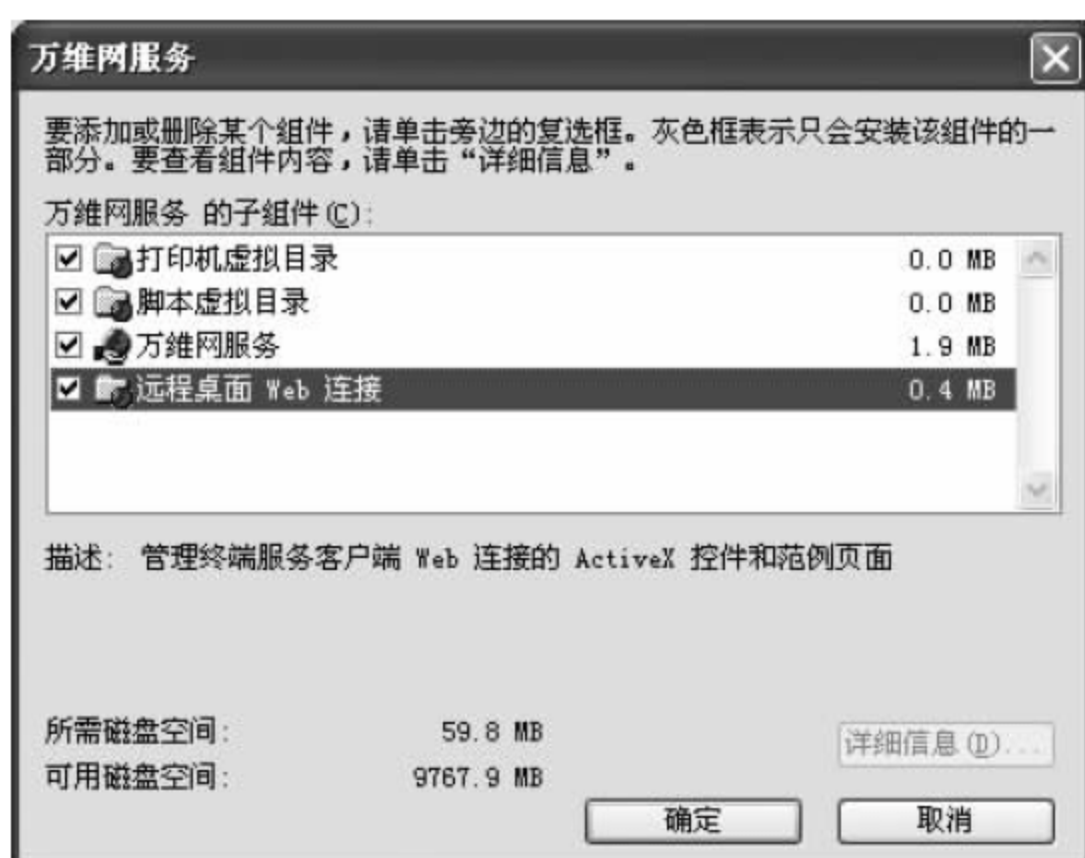 万维网服务
要添加或删除某个组件，请单击旁边的复选框。灰色框表示只会安装该组件的一
部分。要查看组件内容，请单击“详细信息”。
万维网服务 的子组件(C):
打印机虚拟目录 0.0 MB
脚本虚拟目录 0.0 MB
万维网服务 1.9 MB
远程桌面 Web 连接 0.4 MB
描述: 管理终端服务客户端 Web 连接的 ActiveX 控件和范例页面
所需磁盘空间: 59.8 MB
详细信息(D)...
可用磁盘空间: 9767.9 MB
确定 取消